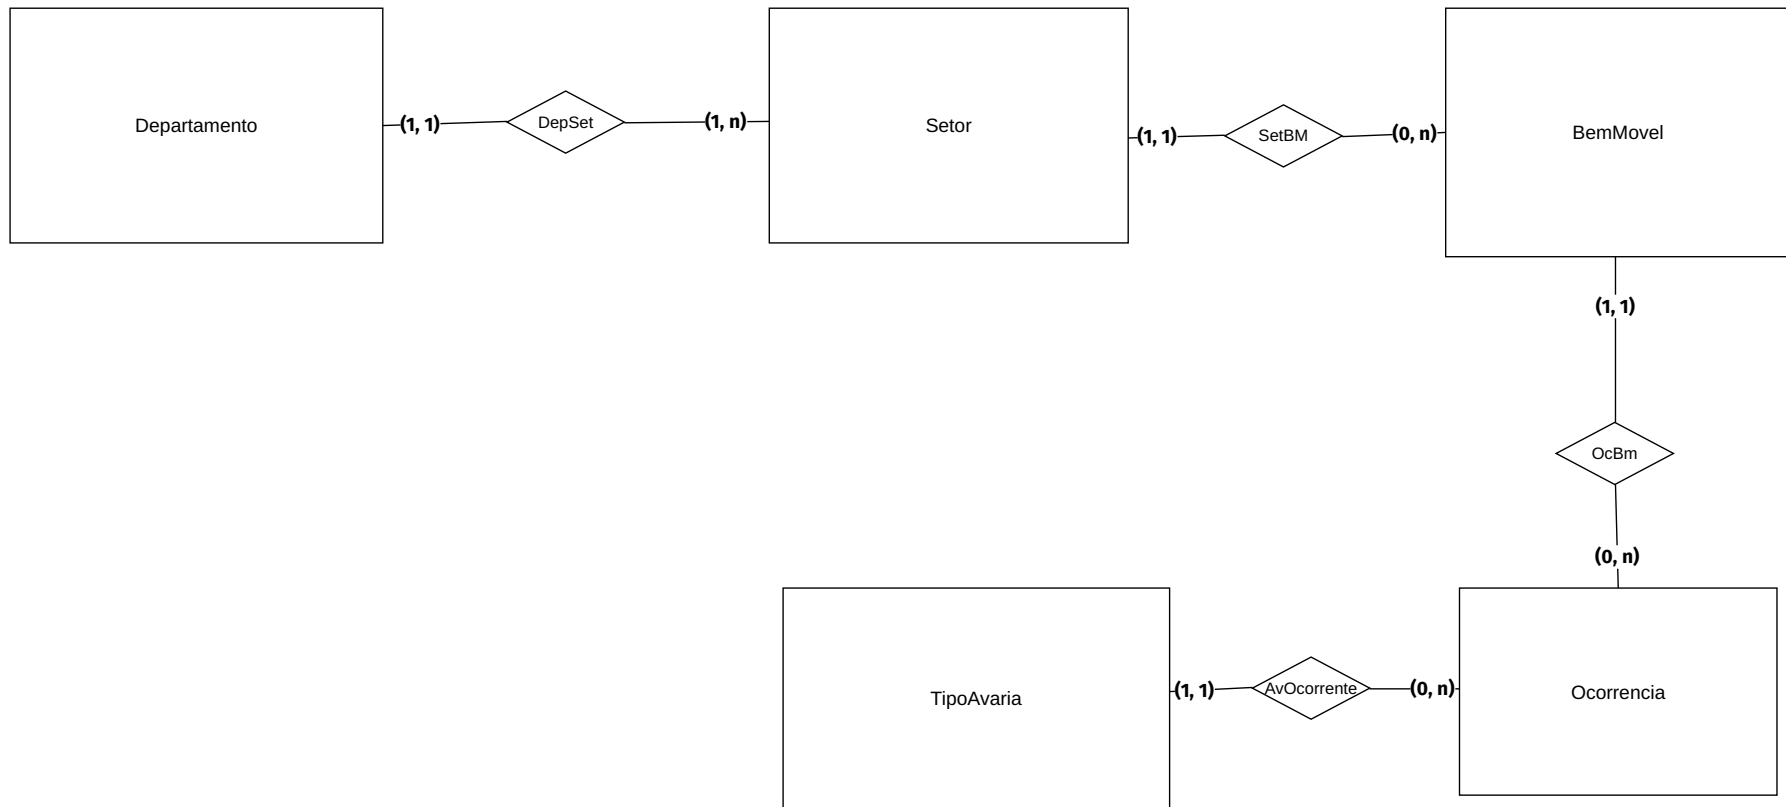 Departamento
(1, 1)
DepSet
(1, n)
Setor
(1, 1)
SetBM
(0, n)
BemMovel
(1, 1)
OcBm
(0, n)
TipoAvaria
(1, 1)
AvOcorrente
(0, n)
Ocorrencia